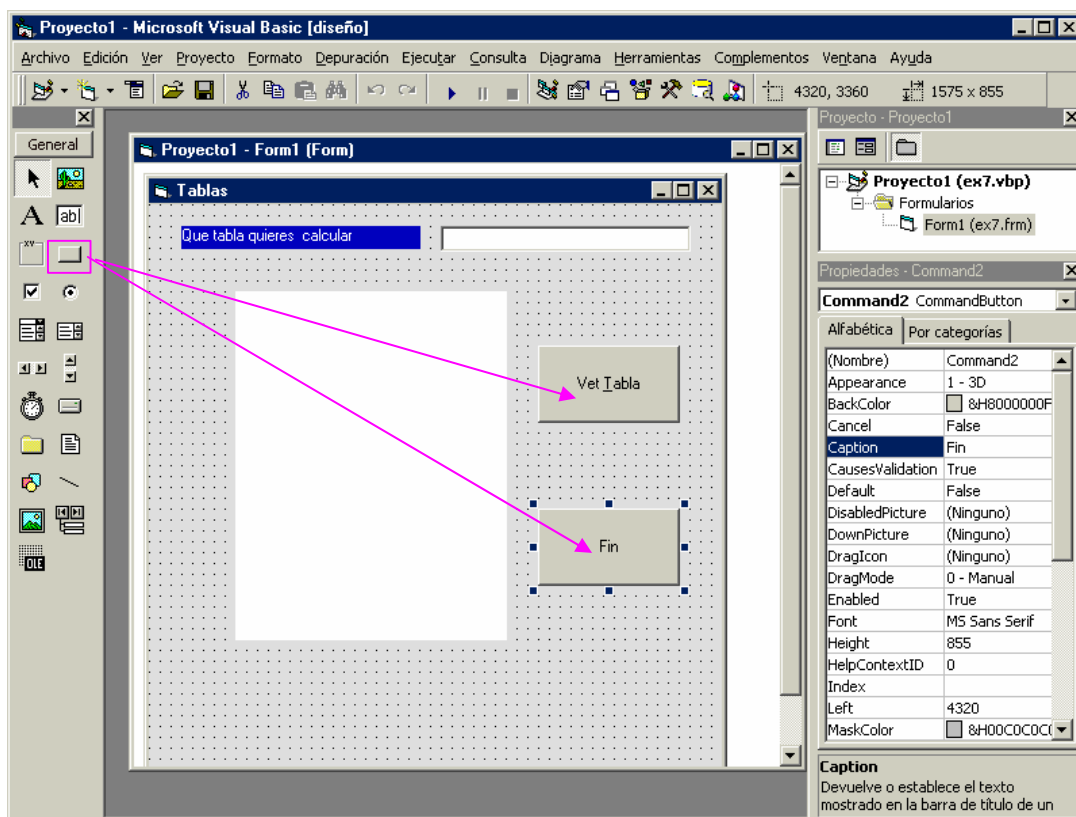 Proyecto1 - Microsoft Visual Basic [diseño]
Archivo Edición Ver Proyecto Formato Depuración Ejecutar Consulta Diagrama Herramientas Complementos Ventana Ayuda
4320, 3360 1575 x 855
General
A ab|
xy
OLE
Proyecto1 - Form1 (Form)
Tablas
Que tabla quieres calcular
Vet Tabla
Fin
Proyecto - Proyecto1
Proyecto1 (ex7.vbp)
Formularios
Form1 (ex7.frm)
Propiedades - Command2
Command2 CommandButton
Alfabética Por categorías
(Nombre) Command2
Appearance 1 - 3D
BackColor &H8000000F
Cancel False
Caption Fin
CausesValidation True
Default False
DisabledPicture (Ninguno)
DownPicture (Ninguno)
DragIcon (Ninguno)
DragMode 0 - Manual
Enabled True
Font MS Sans Serif
Height 855
HelpContextID 0
Index
Left 4320
MaskColor &H00C0C0C(
Caption
Devuelve o establece el texto
mostrado en la barra de título de un